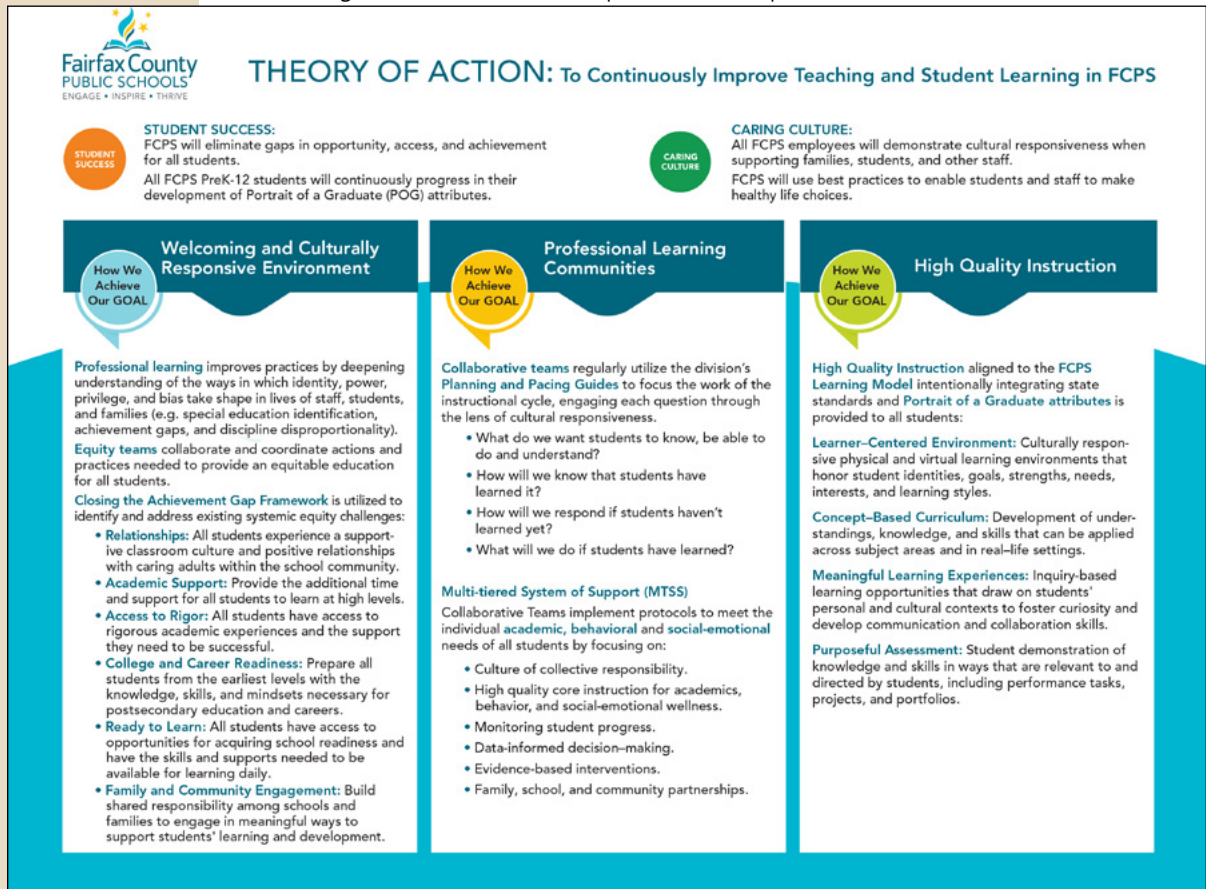 Fairfax County
PUBLIC SCHOOLS
ENGAGE • INSPIRE • THRIVE
THEORY OF ACTION: To Continuously Improve Teaching and Student Learning in FCPS
STUDENT
SUCCESS
STUDENT SUCCESS:
FCPS will eliminate gaps in opportunity, access, and achievement
for all students.
All FCPS PreK-12 students will continuously progress in their
development of Portrait of a Graduate (POG) attributes.
CARING
CULTURE
CARING CULTURE:
All FCPS employees will demonstrate cultural responsiveness when
supporting families, students, and other staff.
FCPS will use best practices to enable students and staff to make
healthy life choices.
How We
Achieve
Our GOAL
Welcoming and Culturally
Responsive Environment
Professional learning improves practices by deepening
understanding of the ways in which identity, power,
privilege, and bias take shape in lives of staff, students,
and families (e.g. special education identification,
achievement gaps, and discipline disproportionality).
Equity teams collaborate and coordinate actions and
practices needed to provide an equitable education
for all students.
Closing the Achievement Gap Framework is utilized to
identify and address existing systemic equity challenges:
• Relationships: All students experience a support-
ive classroom culture and positive relationships
with caring adults within the school community.
• Academic Support: Provide the additional time
and support for all students to learn at high levels.
• Access to Rigor: All students have access to
rigorous academic experiences and the support
they need to be successful.
• College and Career Readiness: Prepare all
students from the earliest levels with the
knowledge, skills, and mindsets necessary for
postsecondary education and careers.
• Ready to Learn: All students have access to
opportunities for acquiring school readiness and
have the skills and supports needed to be
available for learning daily.
• Family and Community Engagement: Build
shared responsibility among schools and
families to engage in meaningful ways to
support students' learning and development.
How We
Achieve
Our GOAL
Professional Learning
Communities
Collaborative teams regularly utilize the division's
Planning and Pacing Guides to focus the work of the
instructional cycle, engaging each question through
the lens of cultural responsiveness.
• What do we want students to know, be able to
do and understand?
• How will we know that students have
learned it?
• How will we respond if students haven't
learned yet?
• What will we do if students have learned?
Multi-tiered System of Support (MTSS)
Collaborative Teams implement protocols to meet the
individual academic, behavioral and social-emotional
needs of all students by focusing on:
• Culture of collective responsibility.
• High quality core instruction for academics,
behavior, and social-emotional wellness.
• Monitoring student progress.
• Data-informed decision–making.
• Evidence-based interventions.
• Family, school, and community partnerships.
How We
Achieve
Our GOAL
High Quality Instruction
High Quality Instruction aligned to the FCPS
Learning Model intentionally integrating state
standards and Portrait of a Graduate attributes is
provided to all students:
Learner–Centered Environment: Culturally respon-
sive physical and virtual learning environments that
honor student identities, goals, strengths, needs,
interests, and learning styles.
Concept–Based Curriculum: Development of under-
standings, knowledge, and skills that can be applied
across subject areas and in real–life settings.
Meaningful Learning Experiences: Inquiry-based
learning opportunities that draw on students'
personal and cultural contexts to foster curiosity and
develop communication and collaboration skills.
Purposeful Assessment: Student demonstration of
knowledge and skills in ways that are relevant to and
directed by students, including performance tasks,
projects, and portfolios.